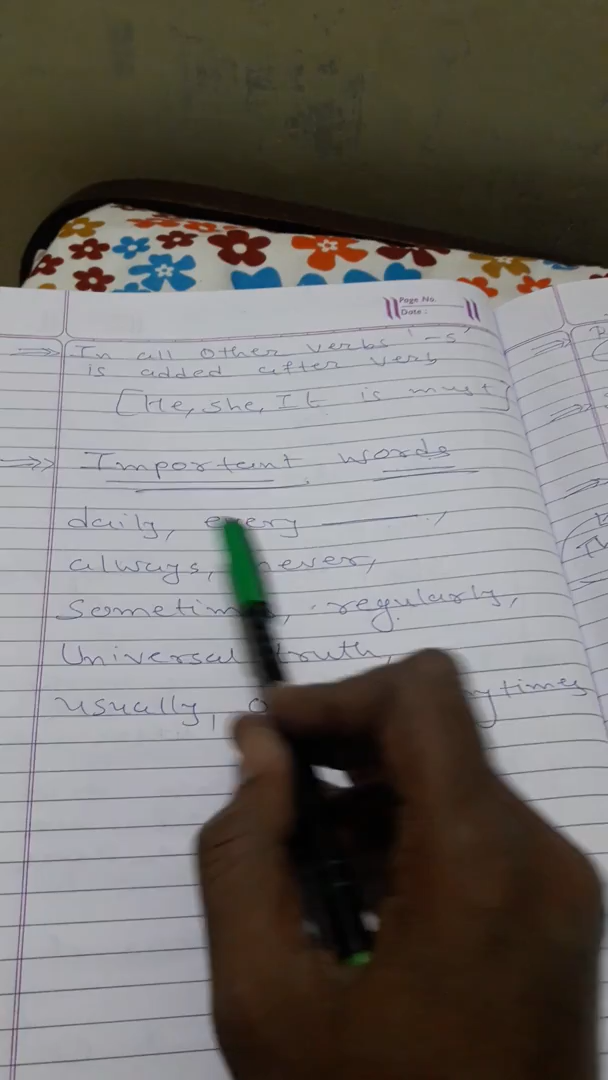 Page No.
Date :
⇒ In all other verbs '-s'
is added after verb
[He, she, It is must]
⇒ Important words
daily, every ———,
always, never,
Sometimes, regularly,
Universal truth,
usually,